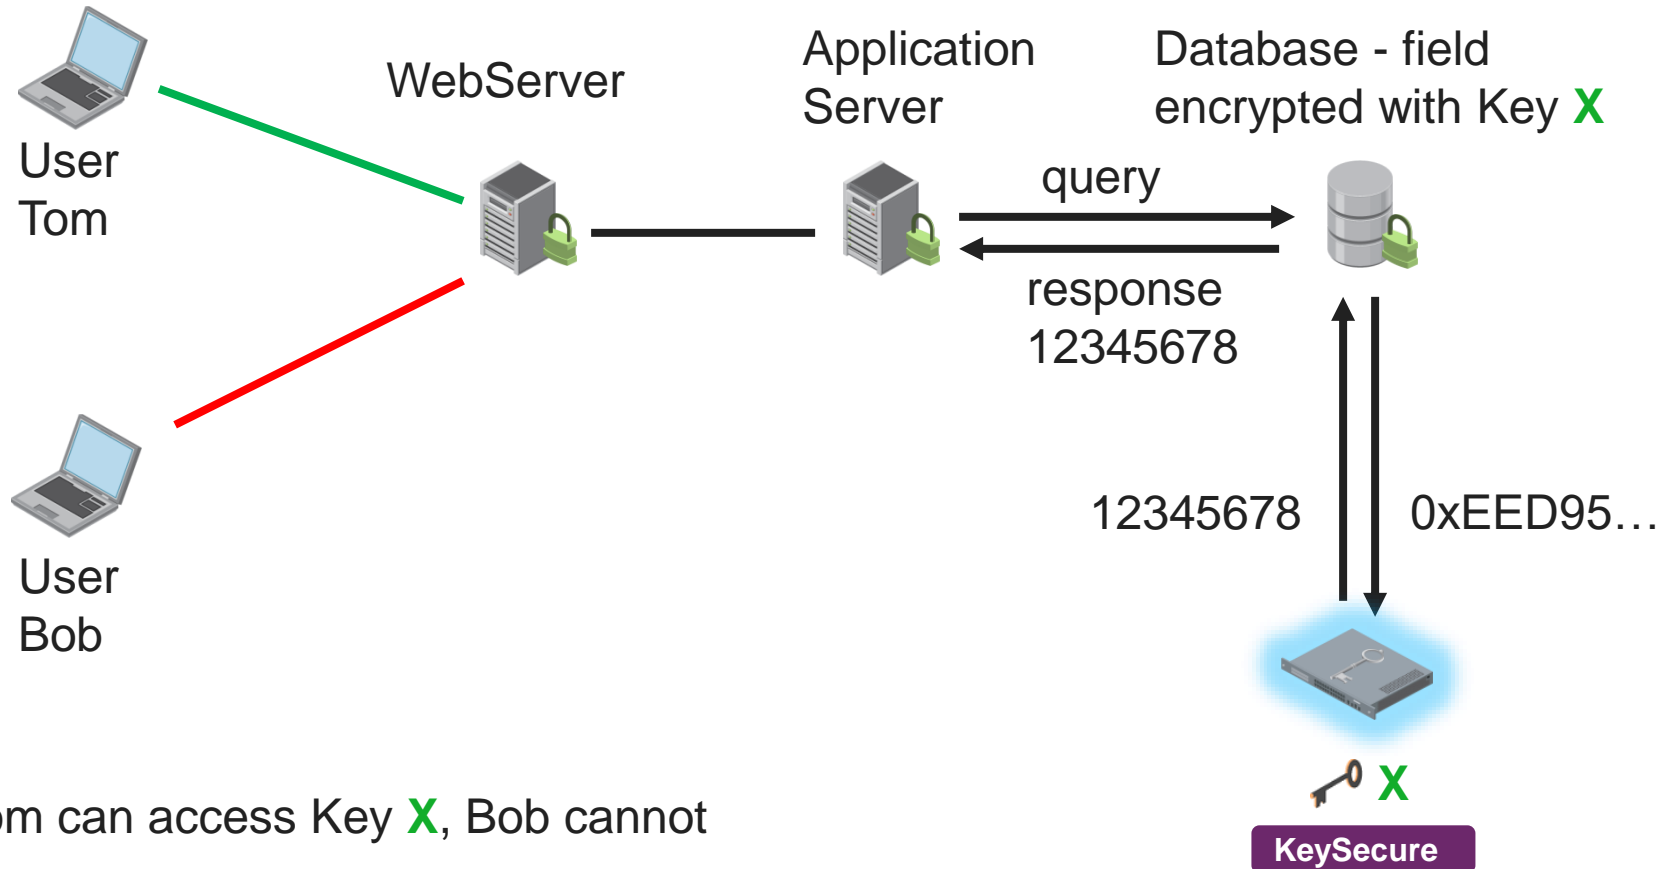 User
Tom
WebServer
Application
Server
Database - field
encrypted with Key X
query
response
12345678
12345678
0xEED95…
User
Bob
X
KeySecure
can access Key X, Bob cannot